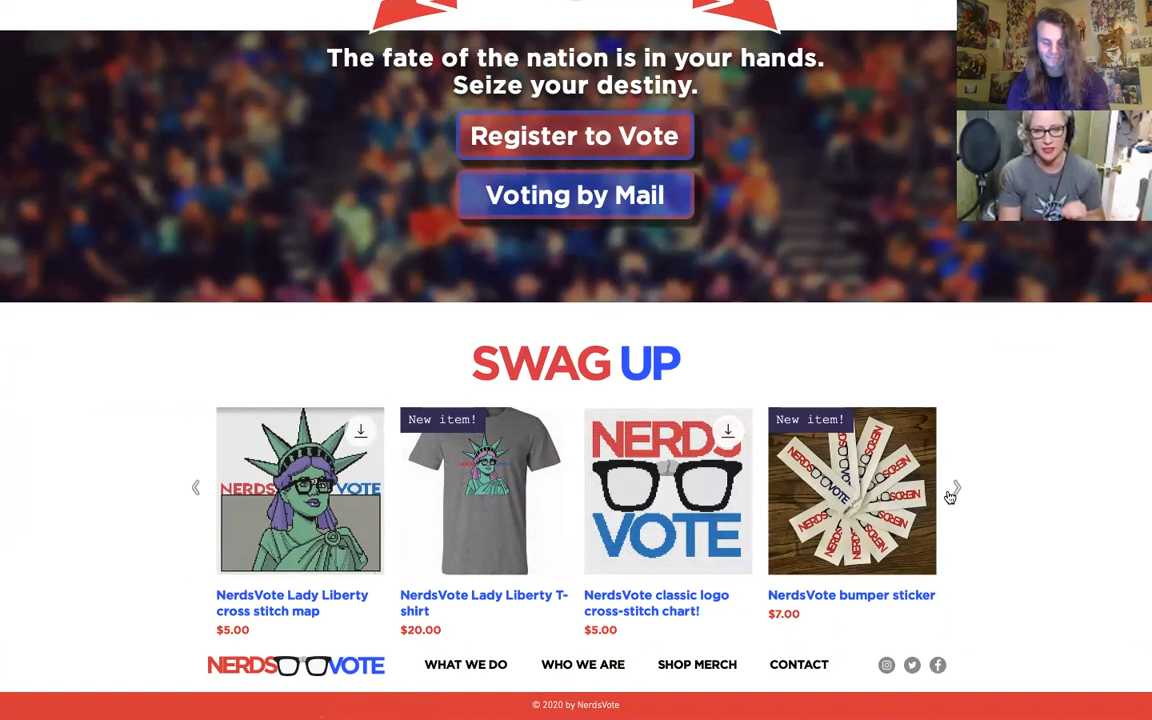 The fate of the nation is in your hands.
Seize your destiny.
Register to Vote
Voting by Mail
SWAG UP
New item!
New item!
NERDS VOTE
NERDS
VOTE
NerdsVote Lady Liberty
cross stitch map
$5.00
NerdsVote Lady Liberty T-
shirt
$20.00
NerdsVote classic logo
cross-stitch chart!
$5.00
NerdsVote bumper sticker
$7.00
NERDS VOTE
WHAT WE DO
WHO WE ARE
SHOP MERCH
CONTACT
© 2020 by NerdsVote